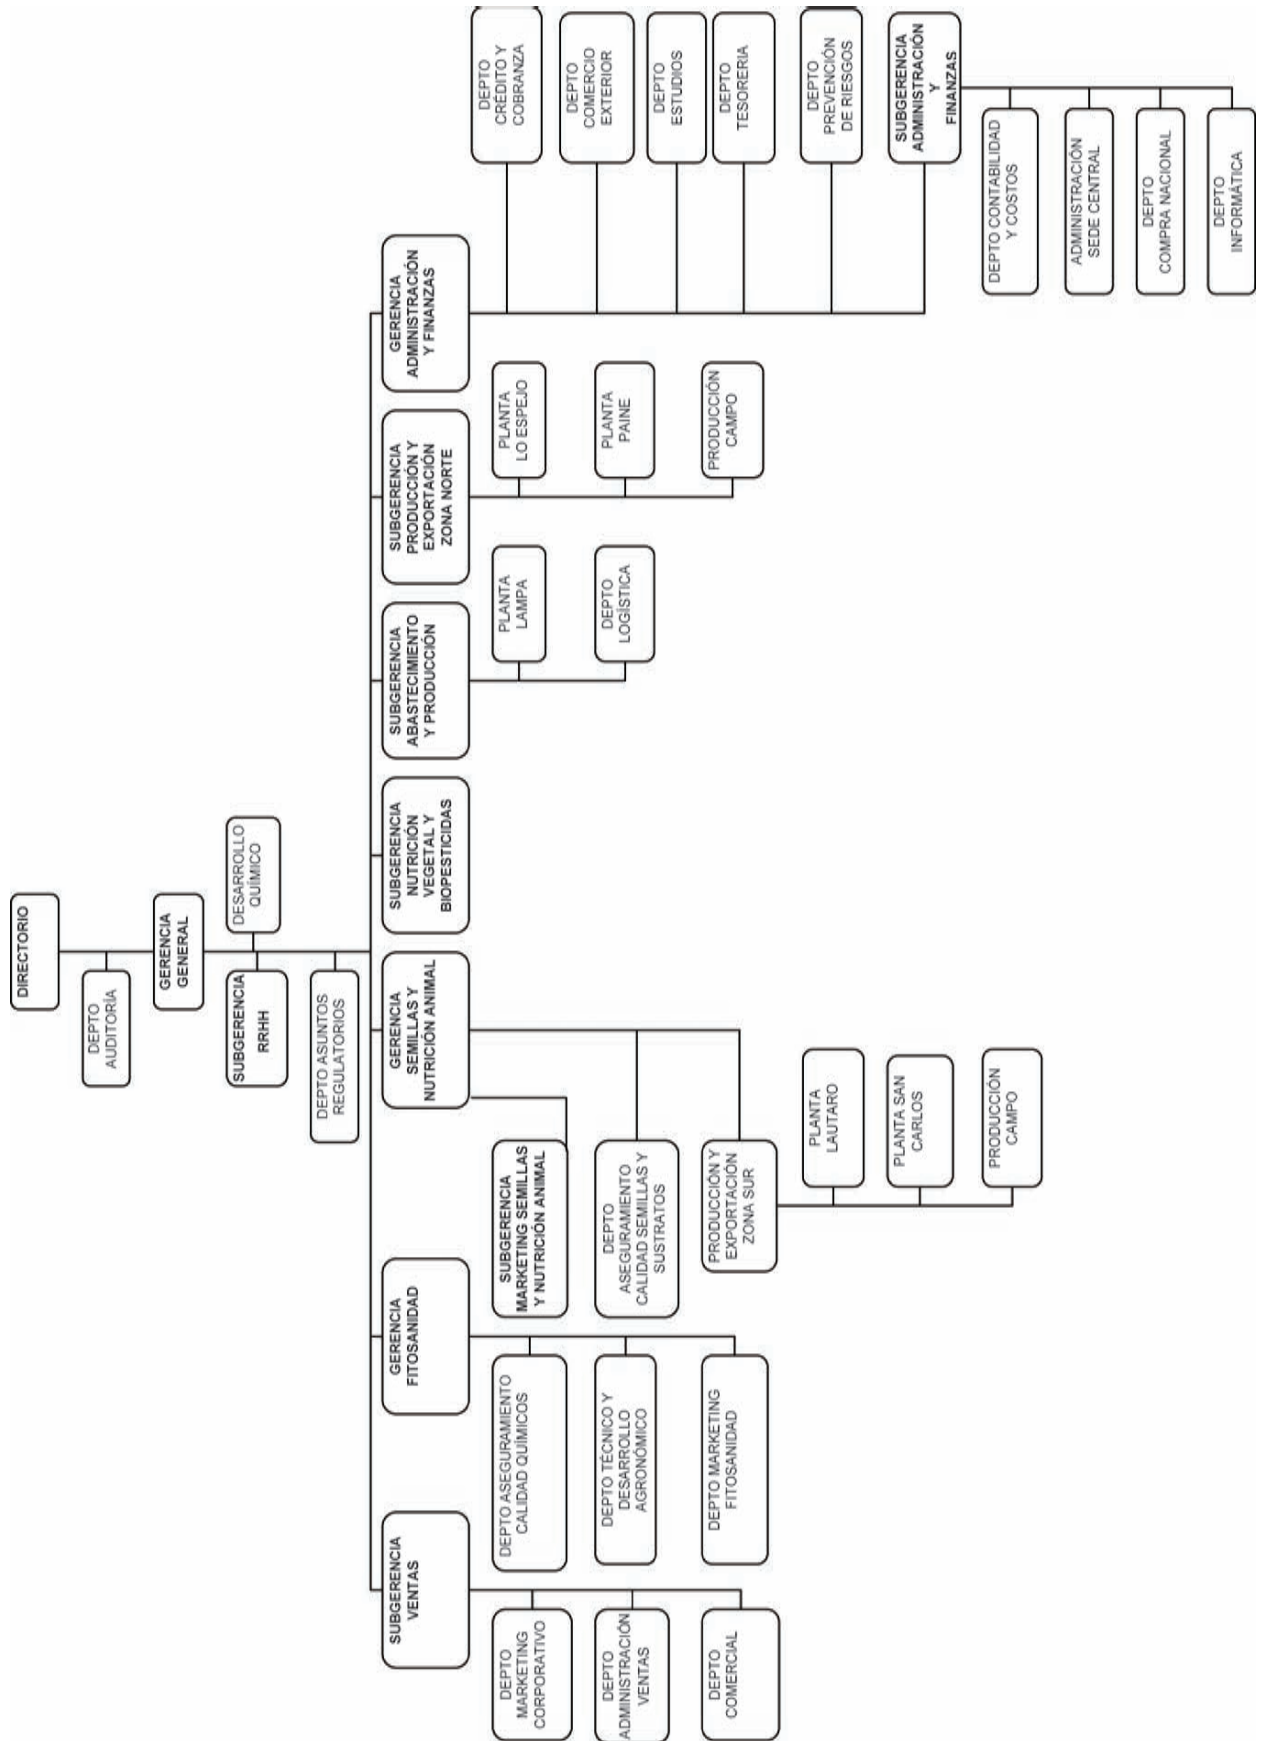 DIRECTORIO
DEPTO
AUDITORÍA
GERENCIA
GENERAL
SUBGERENCIA
RRHH
DESARROLLO
QUÍMICO
DEPTO ASUNTOS
REGULATORIOS
SUBGERENCIA
VENTAS
GERENCIA
FITOSANIDAD
GERENCIA
SEMILLAS Y
NUTRICIÓN ANIMAL
SUBGERENCIA
NUTRICIÓN
VEGETAL Y
BIOPESTICIDAS
SUBGERENCIA
ABASTECIMIENTO
Y PRODUCCIÓN
SUBGERENCIA
PRODUCCIÓN Y
EXPORTACIÓN
ZONA NORTE
GERENCIA
ADMINISTRACIÓN
Y FINANZAS
DEPTO
MARKETING
CORPORATIVO
DEPTO
ADMINISTRACIÓN
VENTAS
DEPTO
COMERCIAL
DEPTO ASEGURAMIENTO
CALIDAD QUÍMICOS
DEPTO TÉCNICO Y
DESARROLLO
AGRONÓMICO
DEPTO MARKETING
FITOSANIDAD
SUBGERENCIA
MARKETING SEMILLAS
Y NUTRICIÓN ANIMAL
DEPTO
ASEGURAMIENTO
CALIDAD SEMILLAS Y
SUSTRATOS
PRODUCCIÓN Y
EXPORTACIÓN
ZONA SUR
PLANTA
LAUTARO
PLANTA SAN
CARLOS
PRODUCCIÓN
CAMPO
PLANTA
LAMPA
DEPTO
LOGÍSTICA
PLANTA
LO ESPEJO
PLANTA
PAINE
PRODUCCIÓN
CAMPO
DEPTO
CRÉDITO Y
COBRANZA
DEPTO
COMERCIO
EXTERIOR
DEPTO
ESTUDIOS
DEPTO
TESORERIA
DEPTO
PREVENCIÓN
DE RIESGOS
SUBGERENCIA
ADMINISTRACIÓN
Y
FINANZAS
DEPTO CONTABILIDAD
Y COSTOS
ADMINISTRACIÓN
SEDE CENTRAL
DEPTO
COMPRA NACIONAL
DEPTO
INFORMÁTICA